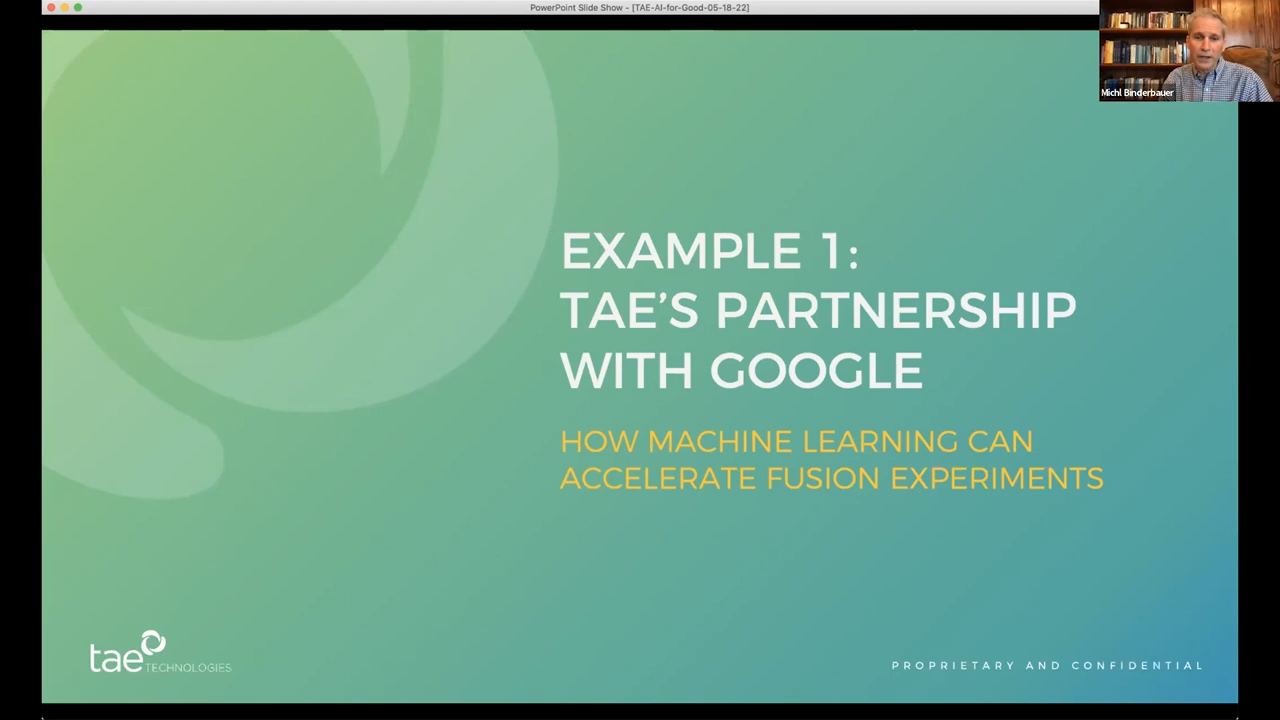 PowerPoint Slide Show - [TAE-AI-for-Good-05-18-22]
Michl Binderbauer
EXAMPLE 1:
TAE'S PARTNERSHIP
WITH GOOGLE
HOW MACHINE LEARNING CAN
ACCELERATE FUSION EXPERIMENTS
tae TECHNOLOGIES
PROPRIETARY AND CONFIDENTIAL